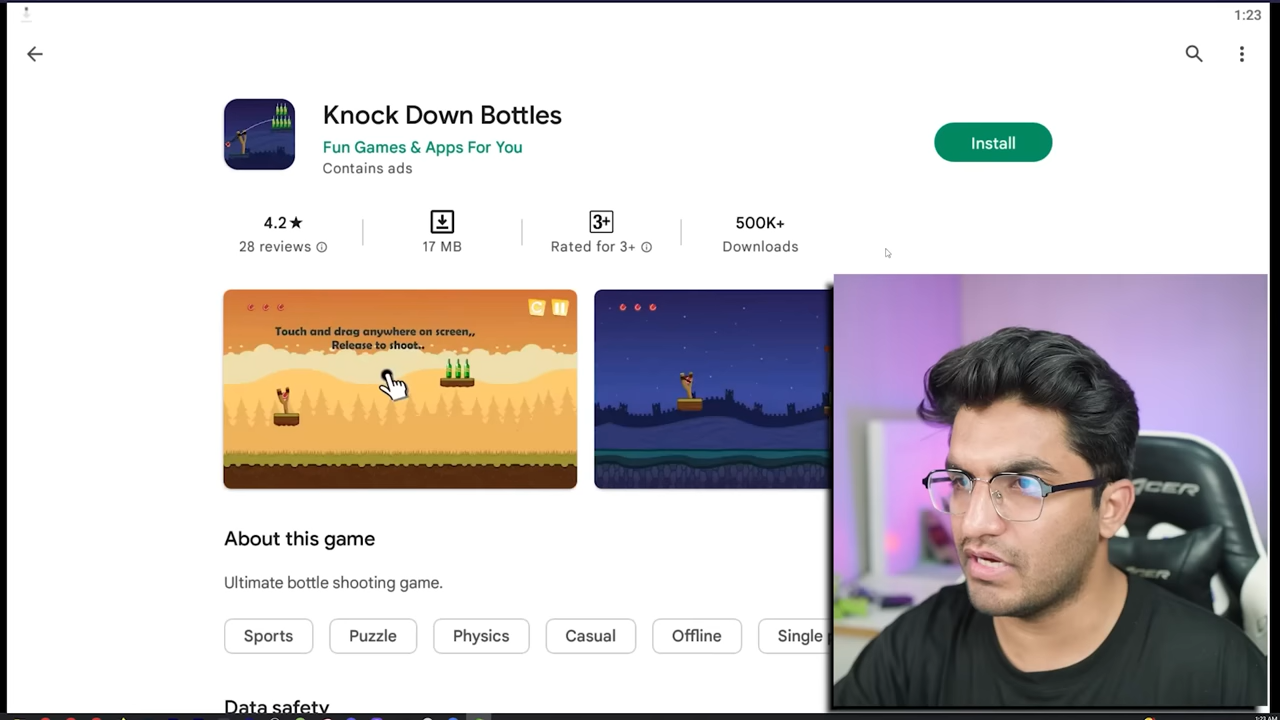 1:23
Knock Down Bottles
Install
Fun Games & Apps For You
Contains ads
4.2★
28 reviews
17 MB
3+
Rated for 3+
500K+
Downloads
Touch and drag anywhere on screen,,
Release to shoot..
About this game
Ultimate bottle shooting game.
Sports
Puzzle
Physics
Casual
Offline
Single
Data safety
ACER